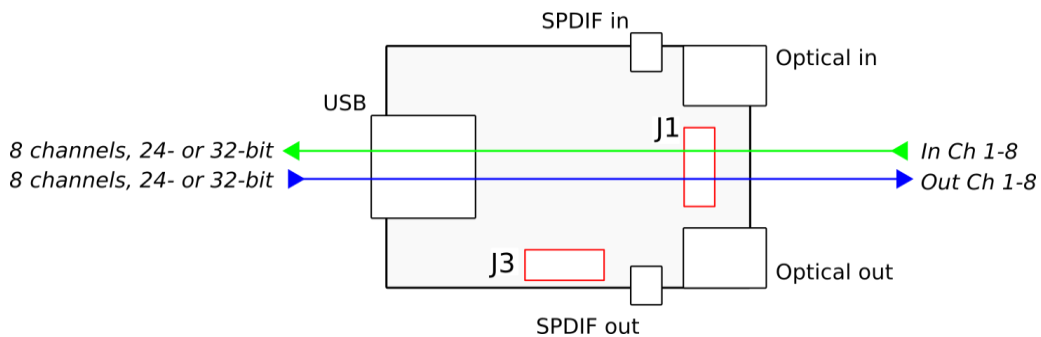 SPDIF in
Optical in
USB
J1
8 channels, 24- or 32-bit
In Ch 1-8
8 channels, 24- or 32-bit
Out Ch 1-8
J3
Optical out
SPDIF out